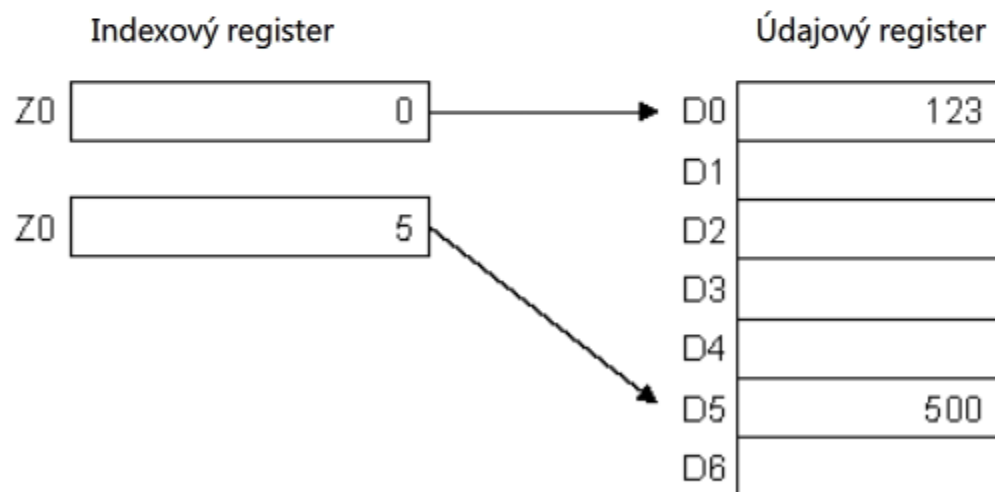 Indexový register Údajový register
Z0 0 D0 123
D1
Z0 5 D2
D3
D4
D5 500
D6